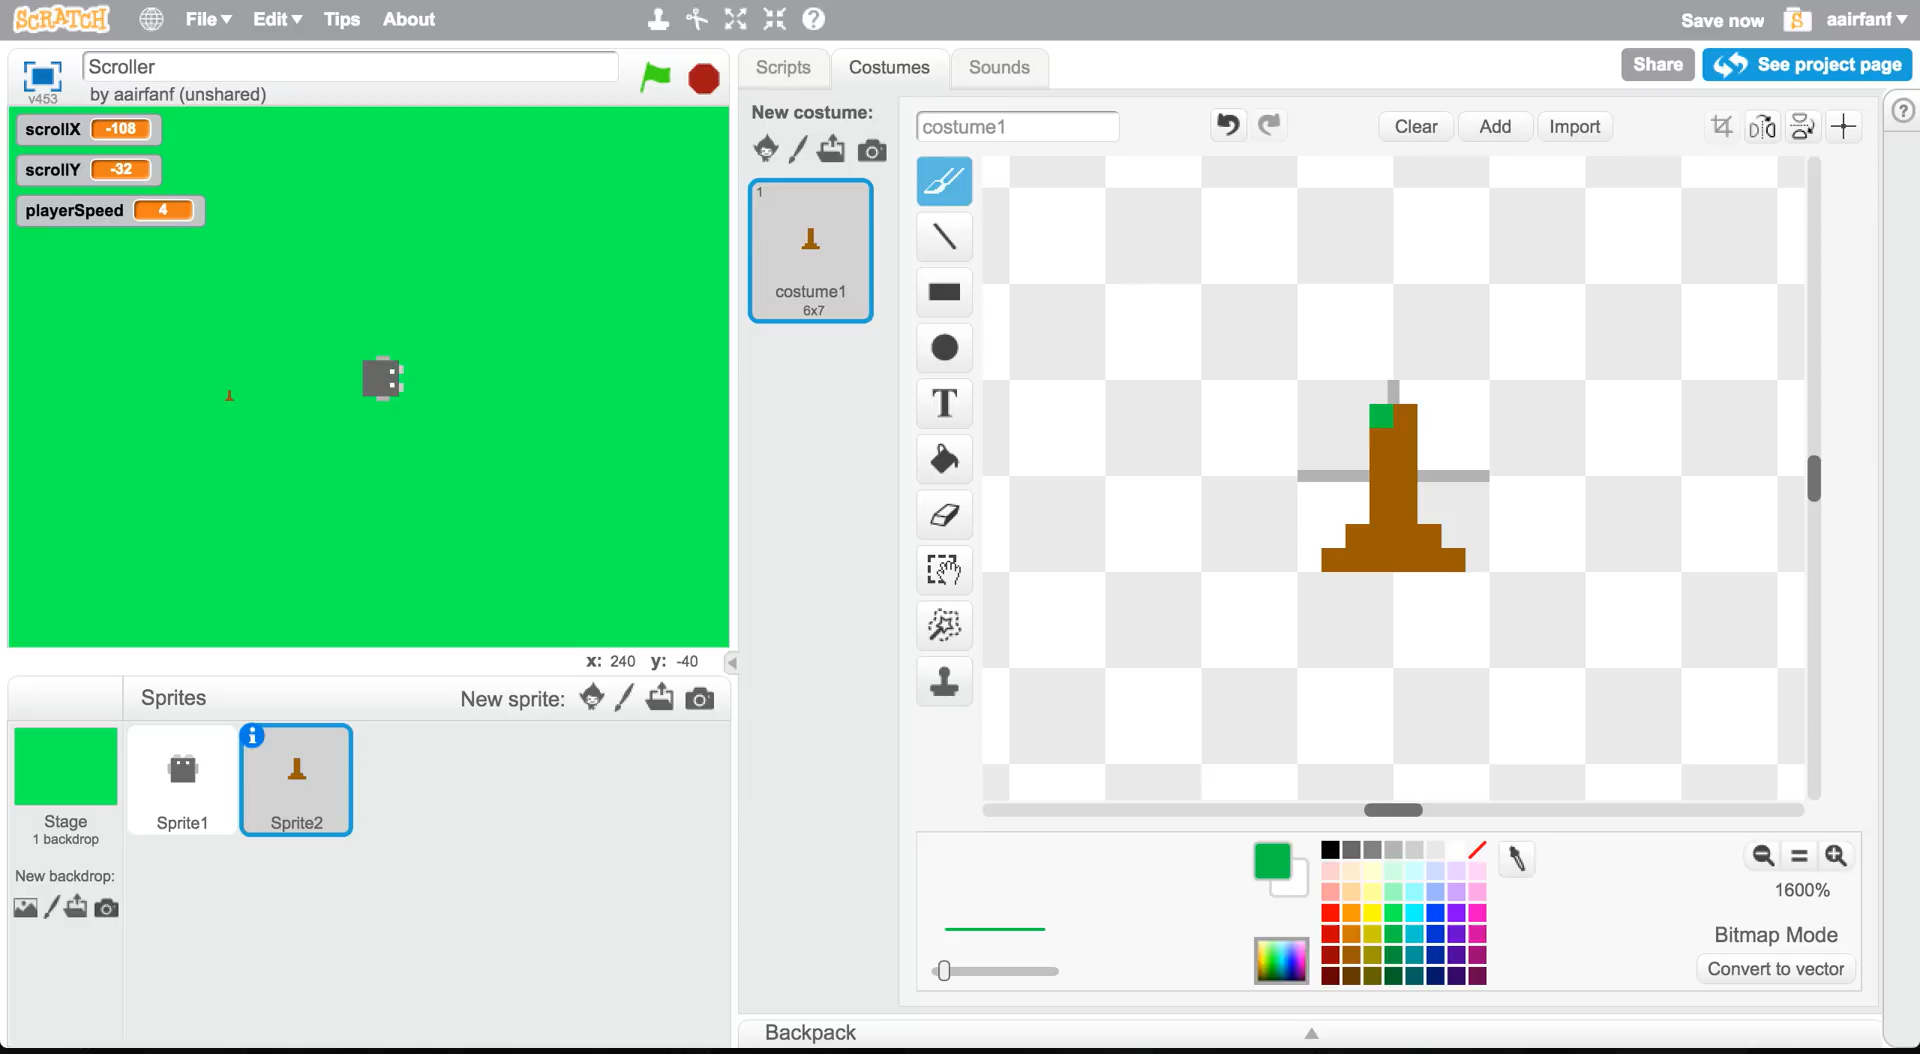 SCRATCH File Edit Tips About Save now aairfanf
v453 Scroller
by aairfanf (unshared)
Scripts Costumes Sounds Share See project page
scrollX -108
scrollY -32
playerSpeed 4
x: 240 y: -40
Sprites New sprite:
Stage
1 backdrop
New backdrop:
Sprite1
Sprite2
New costume:
1
costume1
6x7
costume1 Clear Add Import
T
1600%
Bitmap Mode
Convert to vector
Backpack